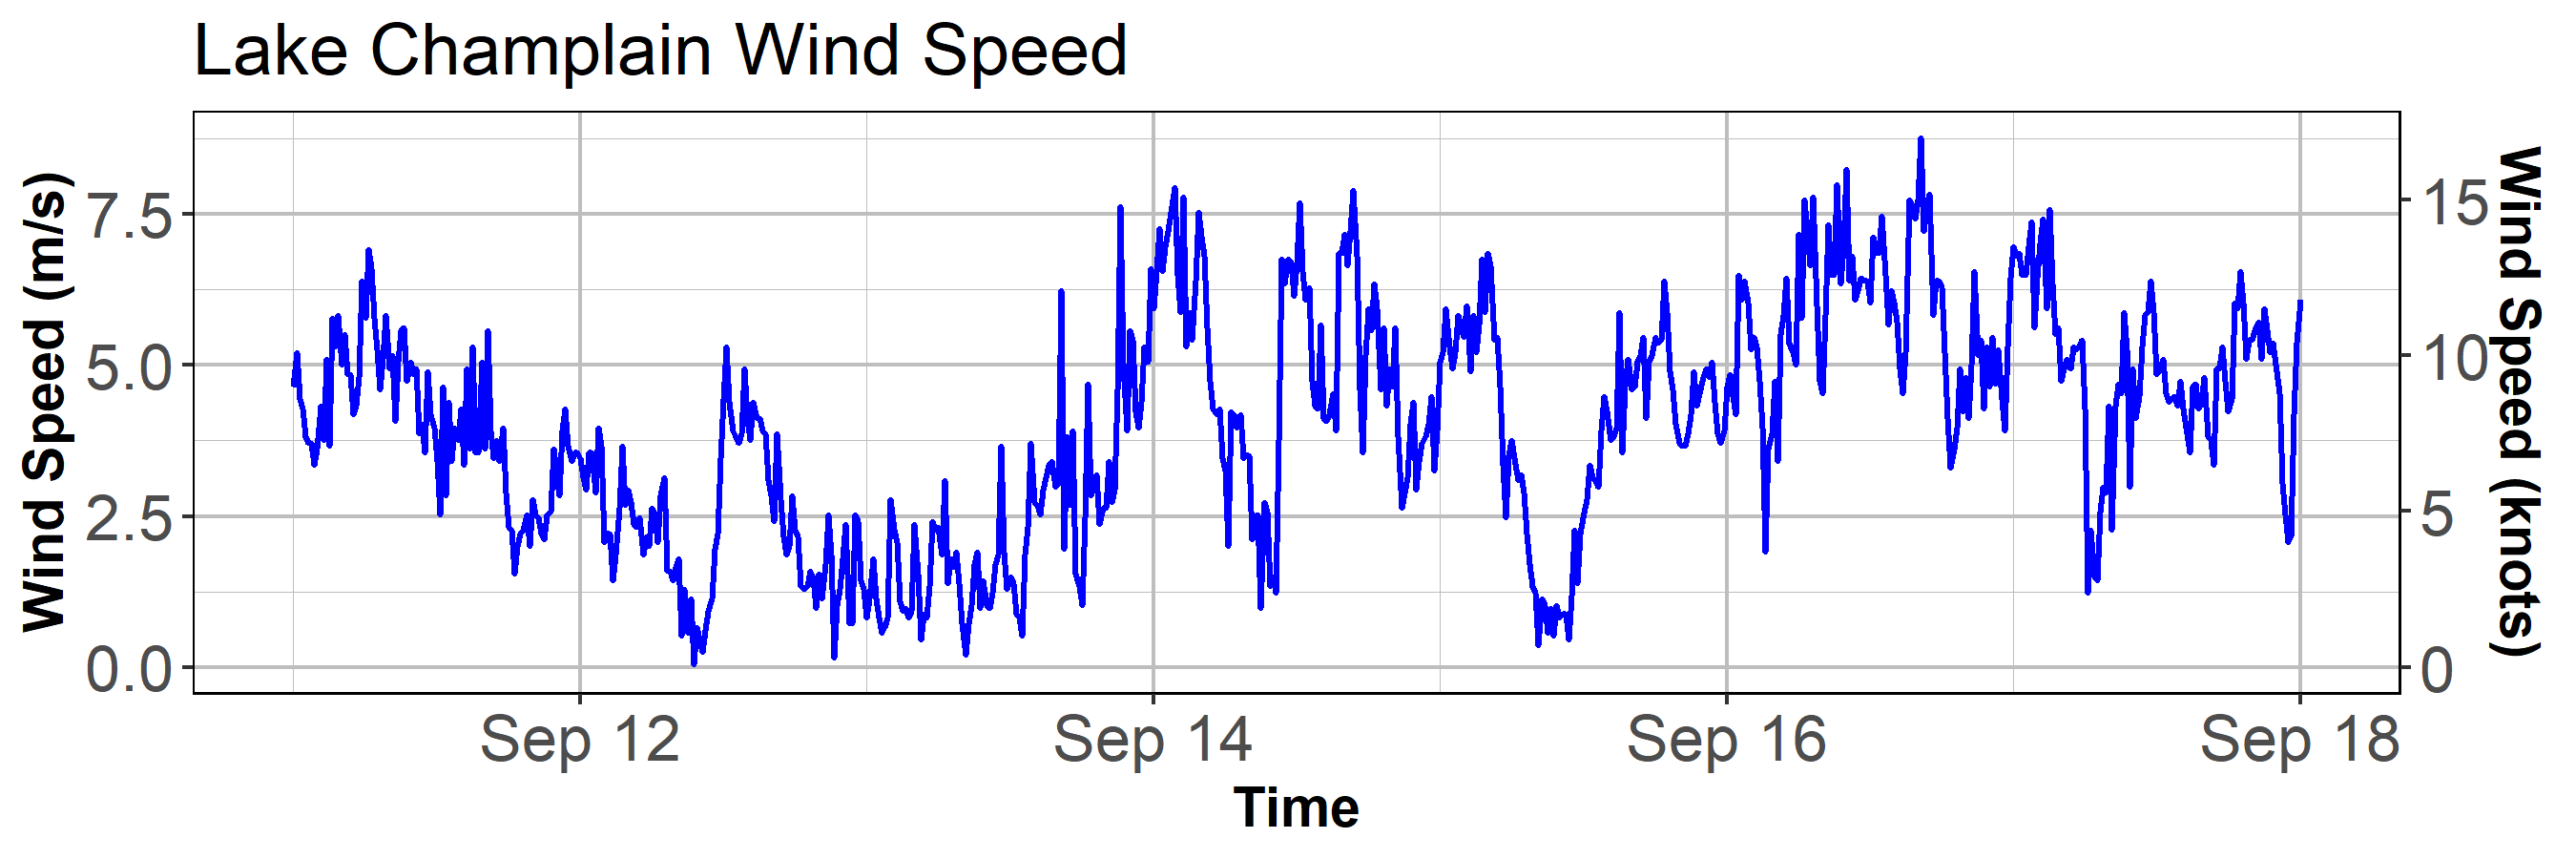 Lake Champlain Wind Speed
Wind Speed (m/s)
7.5
5.0
2.5
0.0
15
10
5
0
Wind Speed (knots)
Sep 12
Sep 14
Sep 16
Sep 18
Time